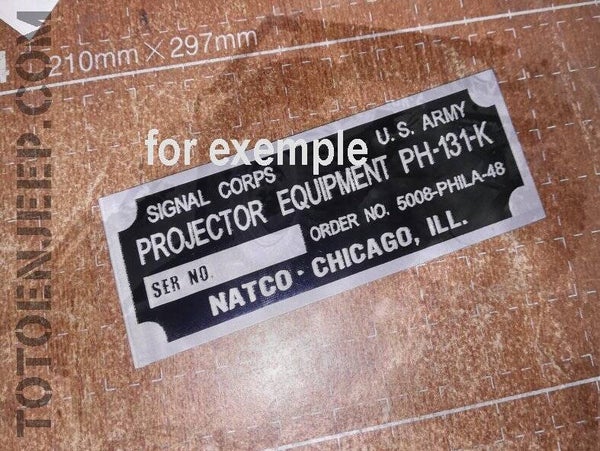 210mm×297mm
for exemple
SIGNAL CORPS U.S. ARMY
PROJECTOR EQUIPMENT PH-131-K
SER NO. ORDER NO. 5008-PHILA-48
NATCO · CHICAGO, ILL.
TOTOENJEEP.COM